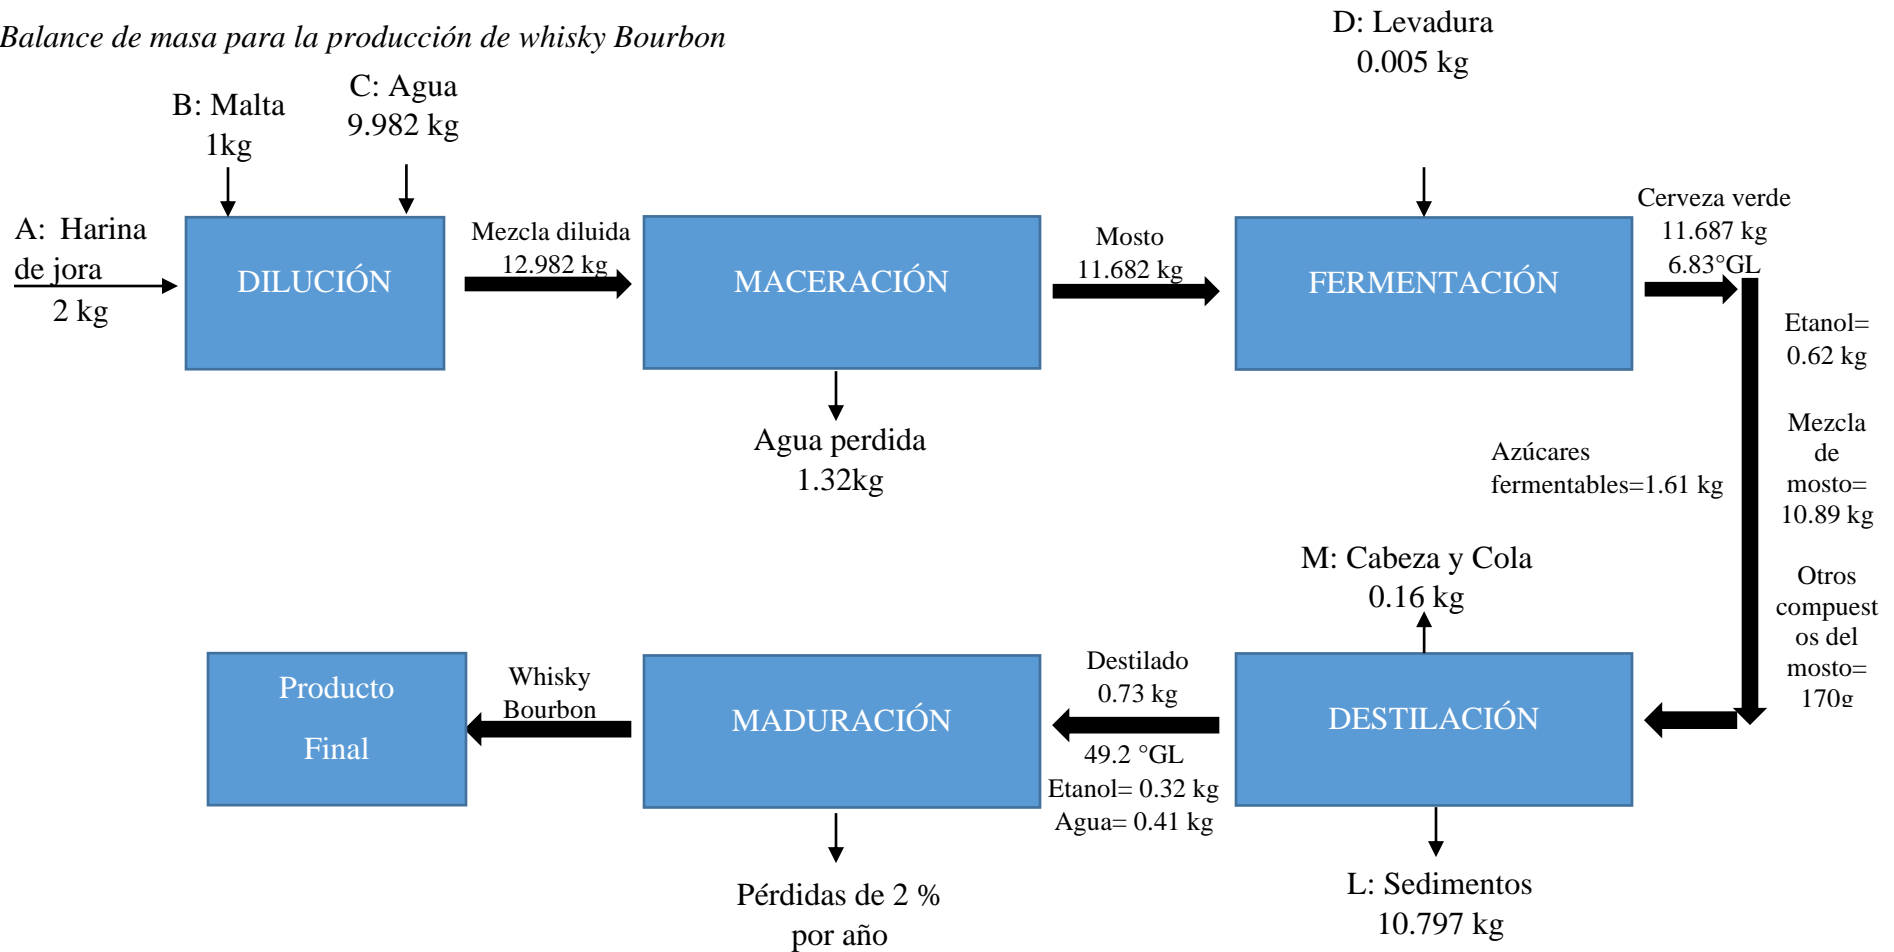 Balance de masa para la producción de whisky Bourbon
D: Levadura
0.005 kg
C: Agua
9.982 kg
B: Malta
1kg
A: Harina
de jora
2 kg
DILUCIÓN
Mezcla diluida
12.982 kg
MACERACIÓN
Mosto
11.682 kg
FERMENTACIÓN
Cerveza verde
11.687 kg
6.83°GL
Agua perdida
1.32kg
Etanol=
0.62 kg
Mezcla
de
mosto=
10.89 kg
Otros
compuest
os del
mosto=
170g
Azúcares
fermentables=1.61 kg
M: Cabeza y Cola
0.16 kg
DESTILACIÓN
L: Sedimentos
10.797 kg
Destilado
0.73 kg
49.2 °GL
Etanol= 0.32 kg
Agua= 0.41 kg
MADURACIÓN
Pérdidas de 2 %
por año
Whisky
Bourbon
Producto
Final